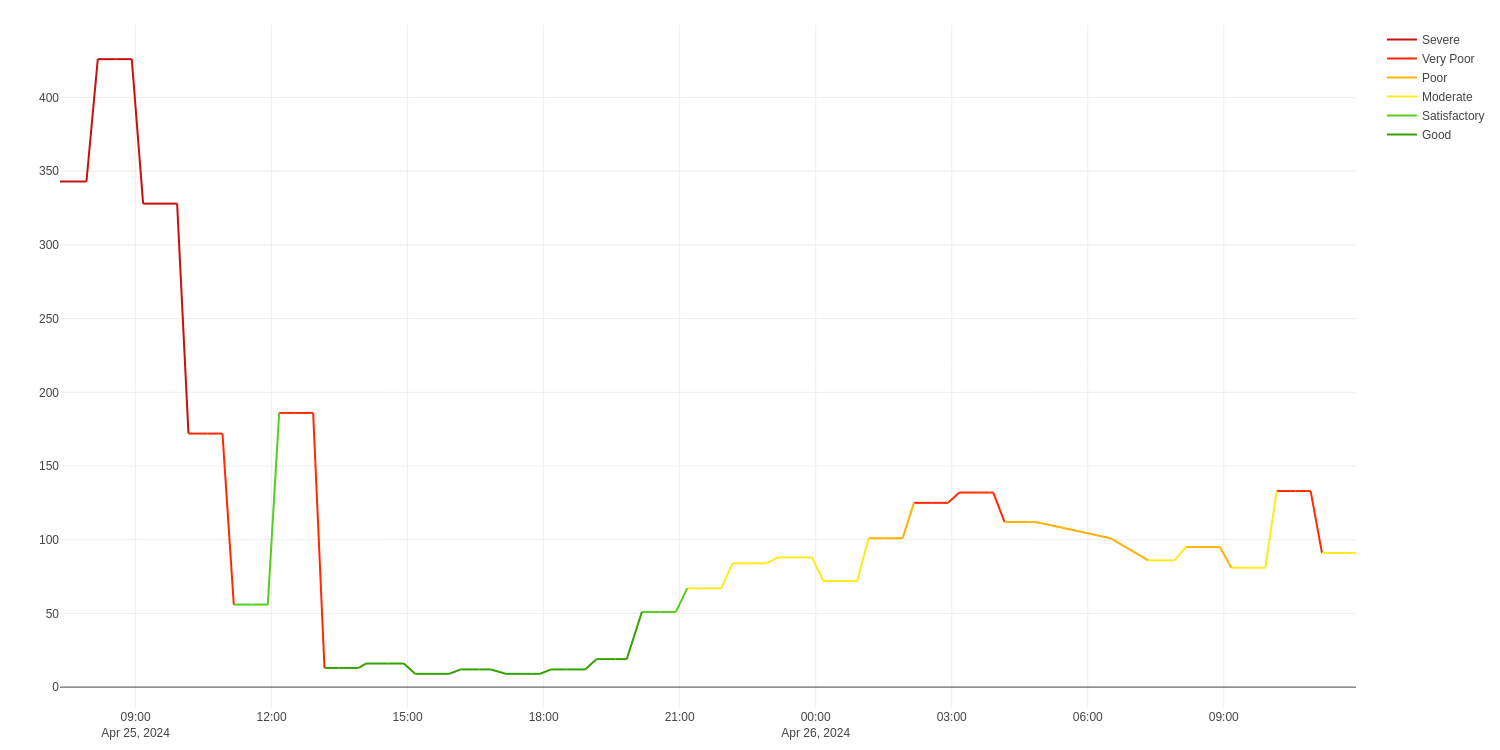 400
350
300
250
200
150
100
50
0
09:00
12:00
15:00
18:00
21:00
00:00
03:00
06:00
09:00
Apr 25, 2024
Apr 26, 2024
Severe
Very Poor
Poor
Moderate
Satisfactory
Good